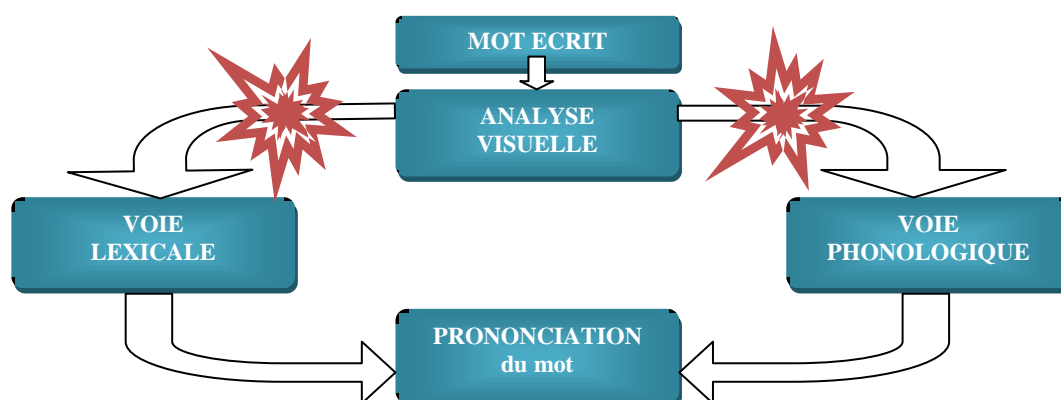 MOT ECRIT
ANALYSE
VISUELLE
VOIE
LEXICALE
VOIE
PHONOLOGIQUE
PRONONCIATION
du mot